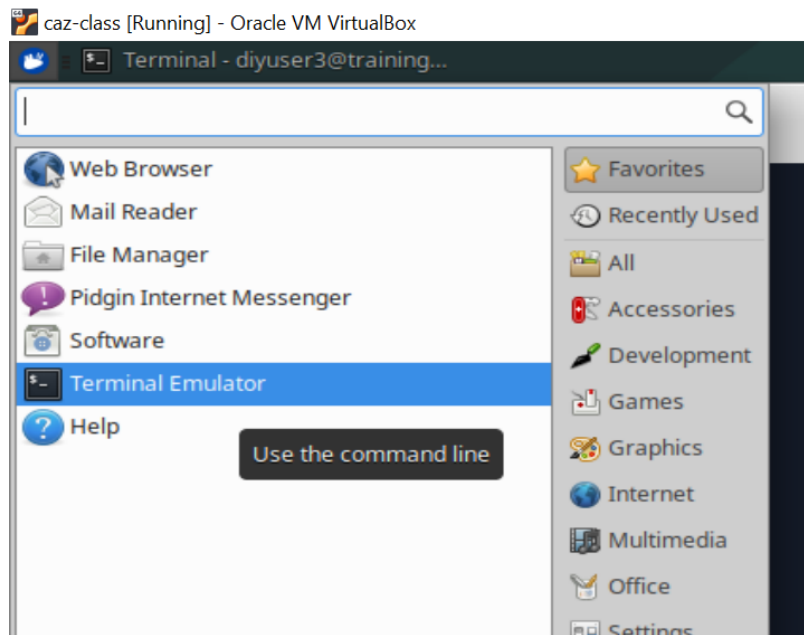 caz-class [Running] - Oracle VM VirtualBox
Terminal - diyuser3@training...
Web Browser
Mail Reader
File Manager
Pidgin Internet Messenger
Software
Terminal Emulator
Help
Use the command line
Favorites
Recently Used
All
Accessories
Development
Games
Graphics
Internet
Multimedia
Office
Settings